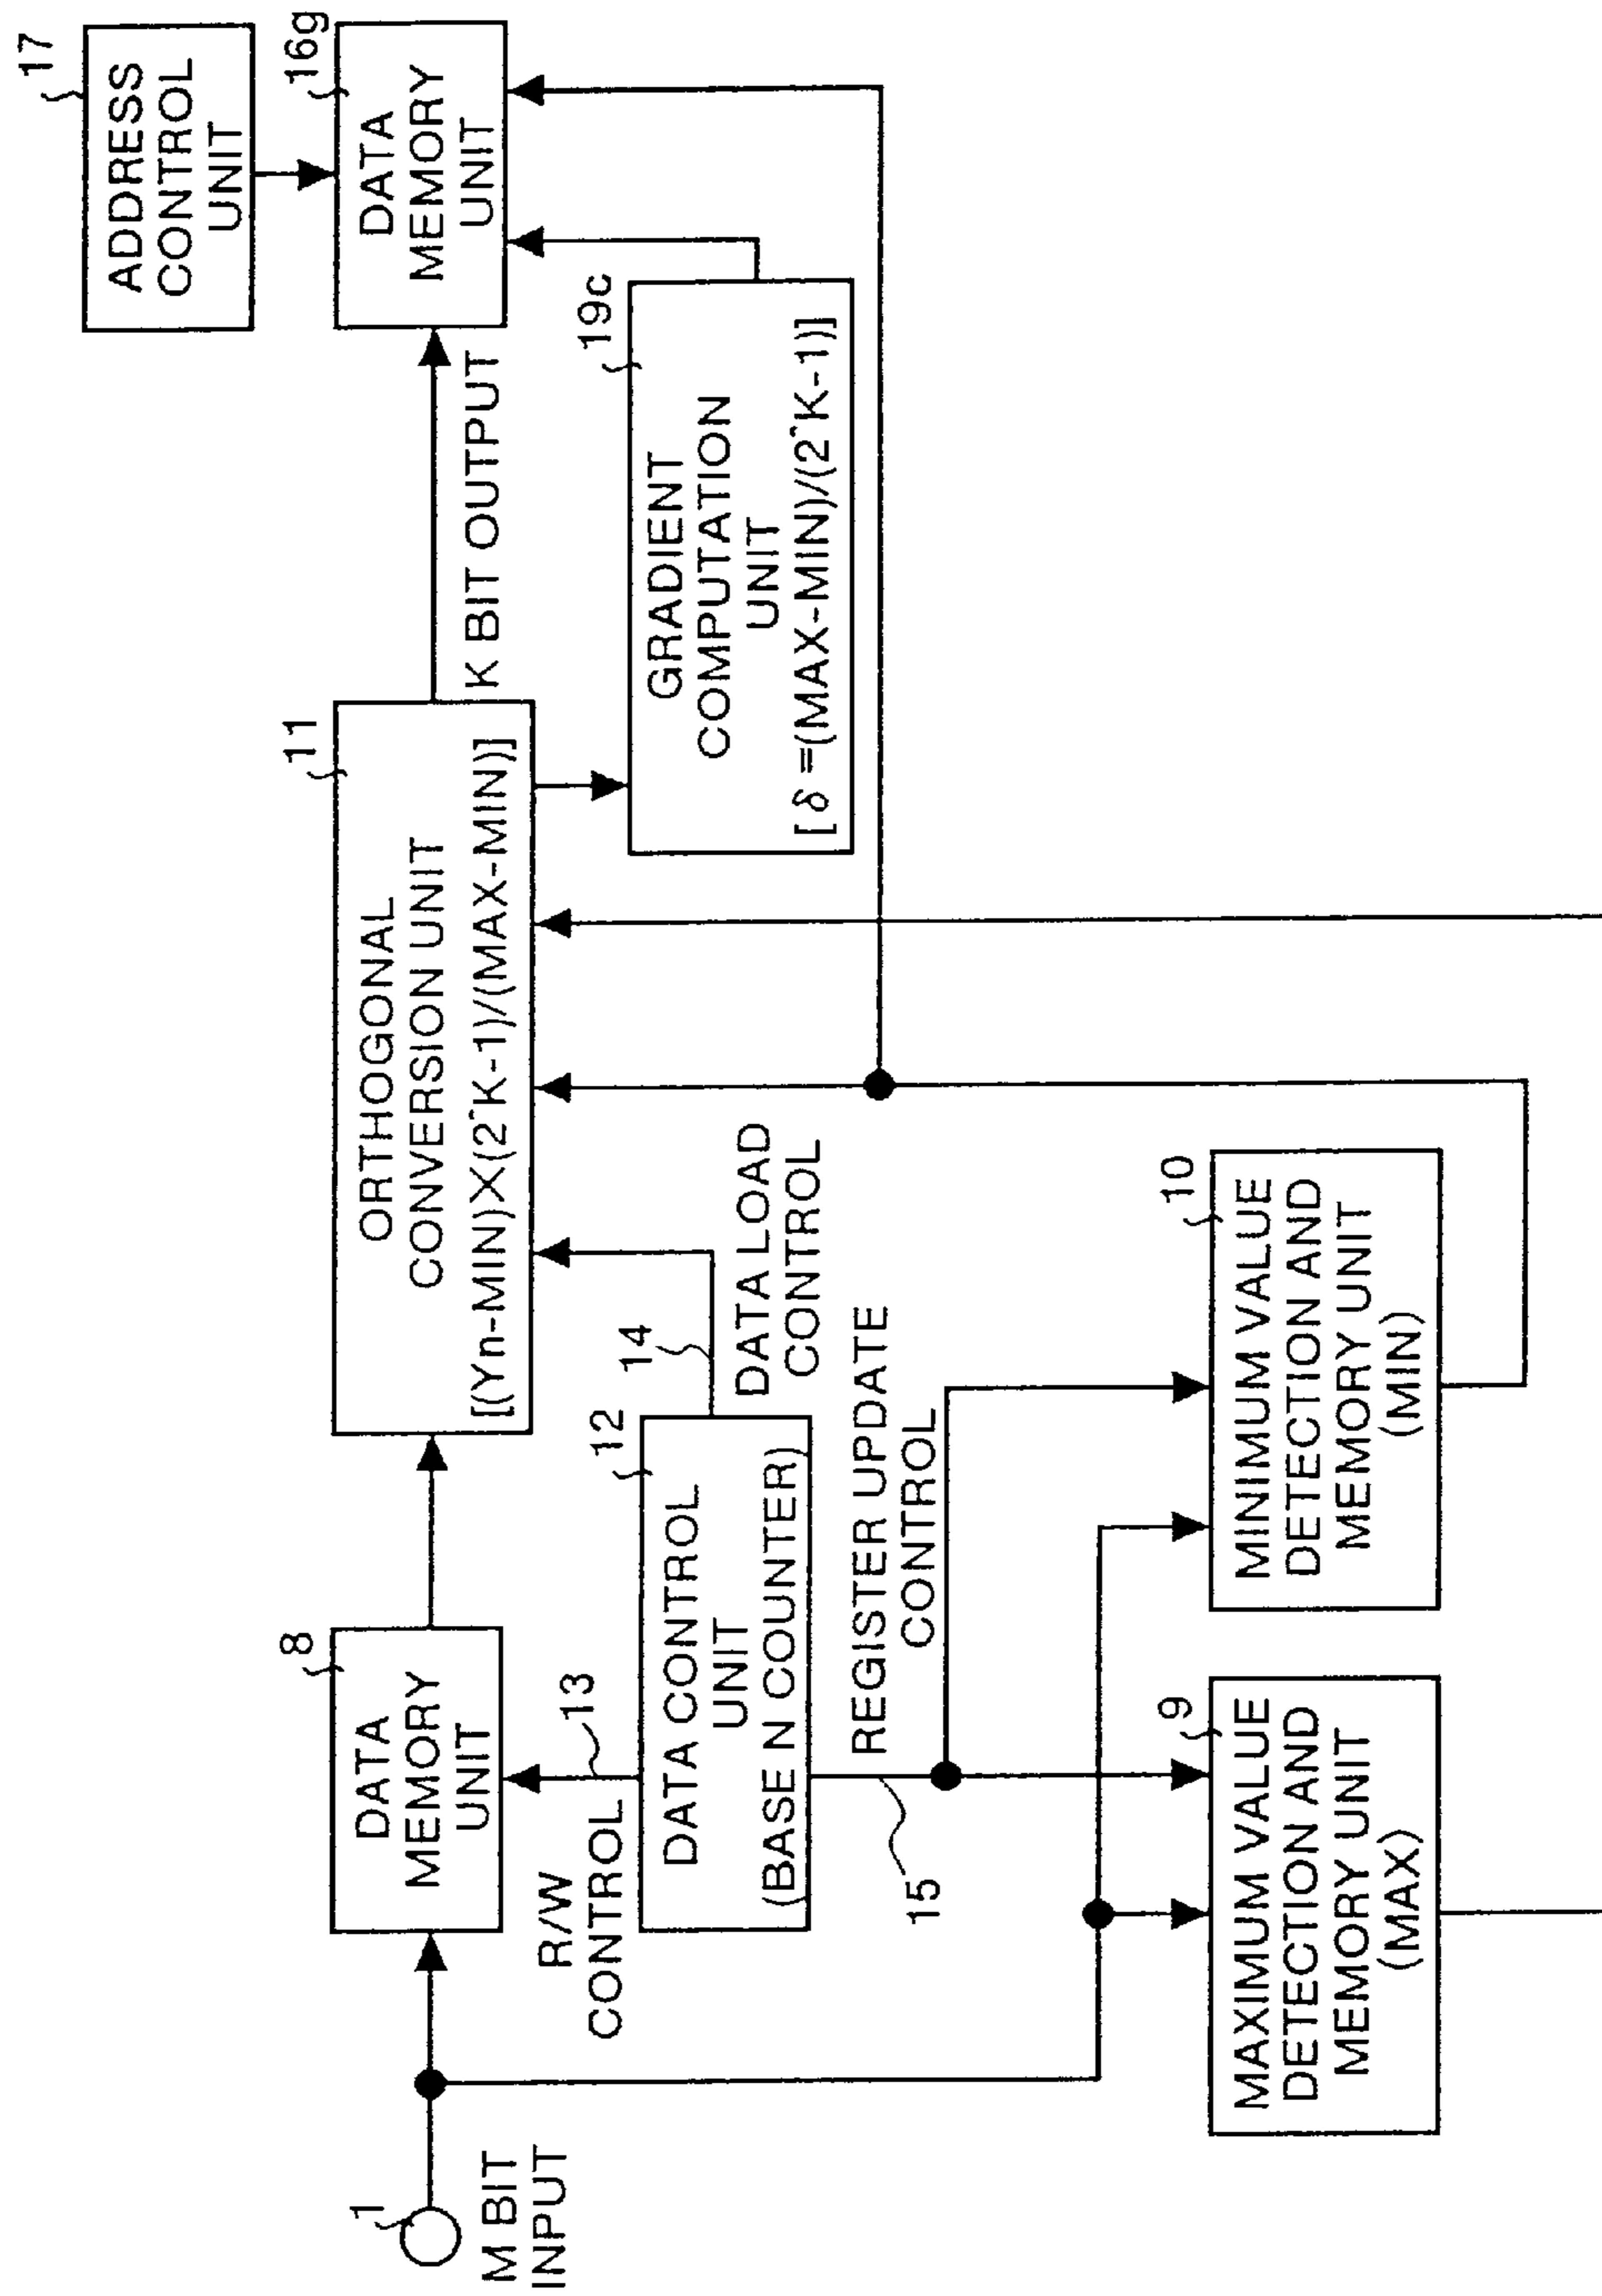 1
M BIT
INPUT
8
DATA
MEMORY
UNIT
R/W
CONTROL
13
12
DATA CONTROL
UNIT
(BASE N COUNTER)
14
DATA LOAD
CONTROL
15
REGISTER UPDATE
CONTROL
9
MAXIMUM VALUE
DETECTION AND
MEMORY UNIT
(MAX)
10
MINIMUM VALUE
DETECTION AND
MEMORY UNIT
(MIN)
11
ORTHOGONAL
CONVERSION UNIT
[(Yn-MIN)X(2^K-1)/(MAX-MIN)]
K BIT OUTPUT
19c
GRADIENT
COMPUTATION
UNIT
[δ=(MAX-MIN)/(2^K-1)]
17
ADDRESS
CONTROL
UNIT
16g
DATA
MEMORY
UNIT